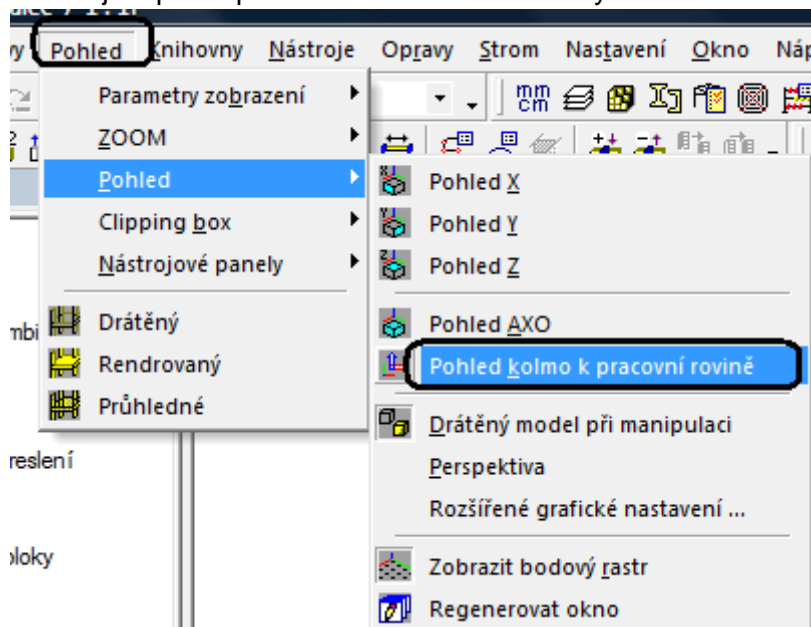 Pohled Knihovny Nástroje Opravy Strom Nastavení Okno
mm
cm
Parametry zobrazení
ZOOM
Pohled
Clipping box
Nástrojové panely
Drátěný
Rendrovaný
Průhledné
Pohled X
Pohled Y
Pohled Z
Pohled AXO
Pohled kolmo k pracovní rovině
Drátěný model při manipulaci
Perspektiva
Rozšířené grafické nastavení ...
Zobrazit bodový rastr
Regenerovat okno